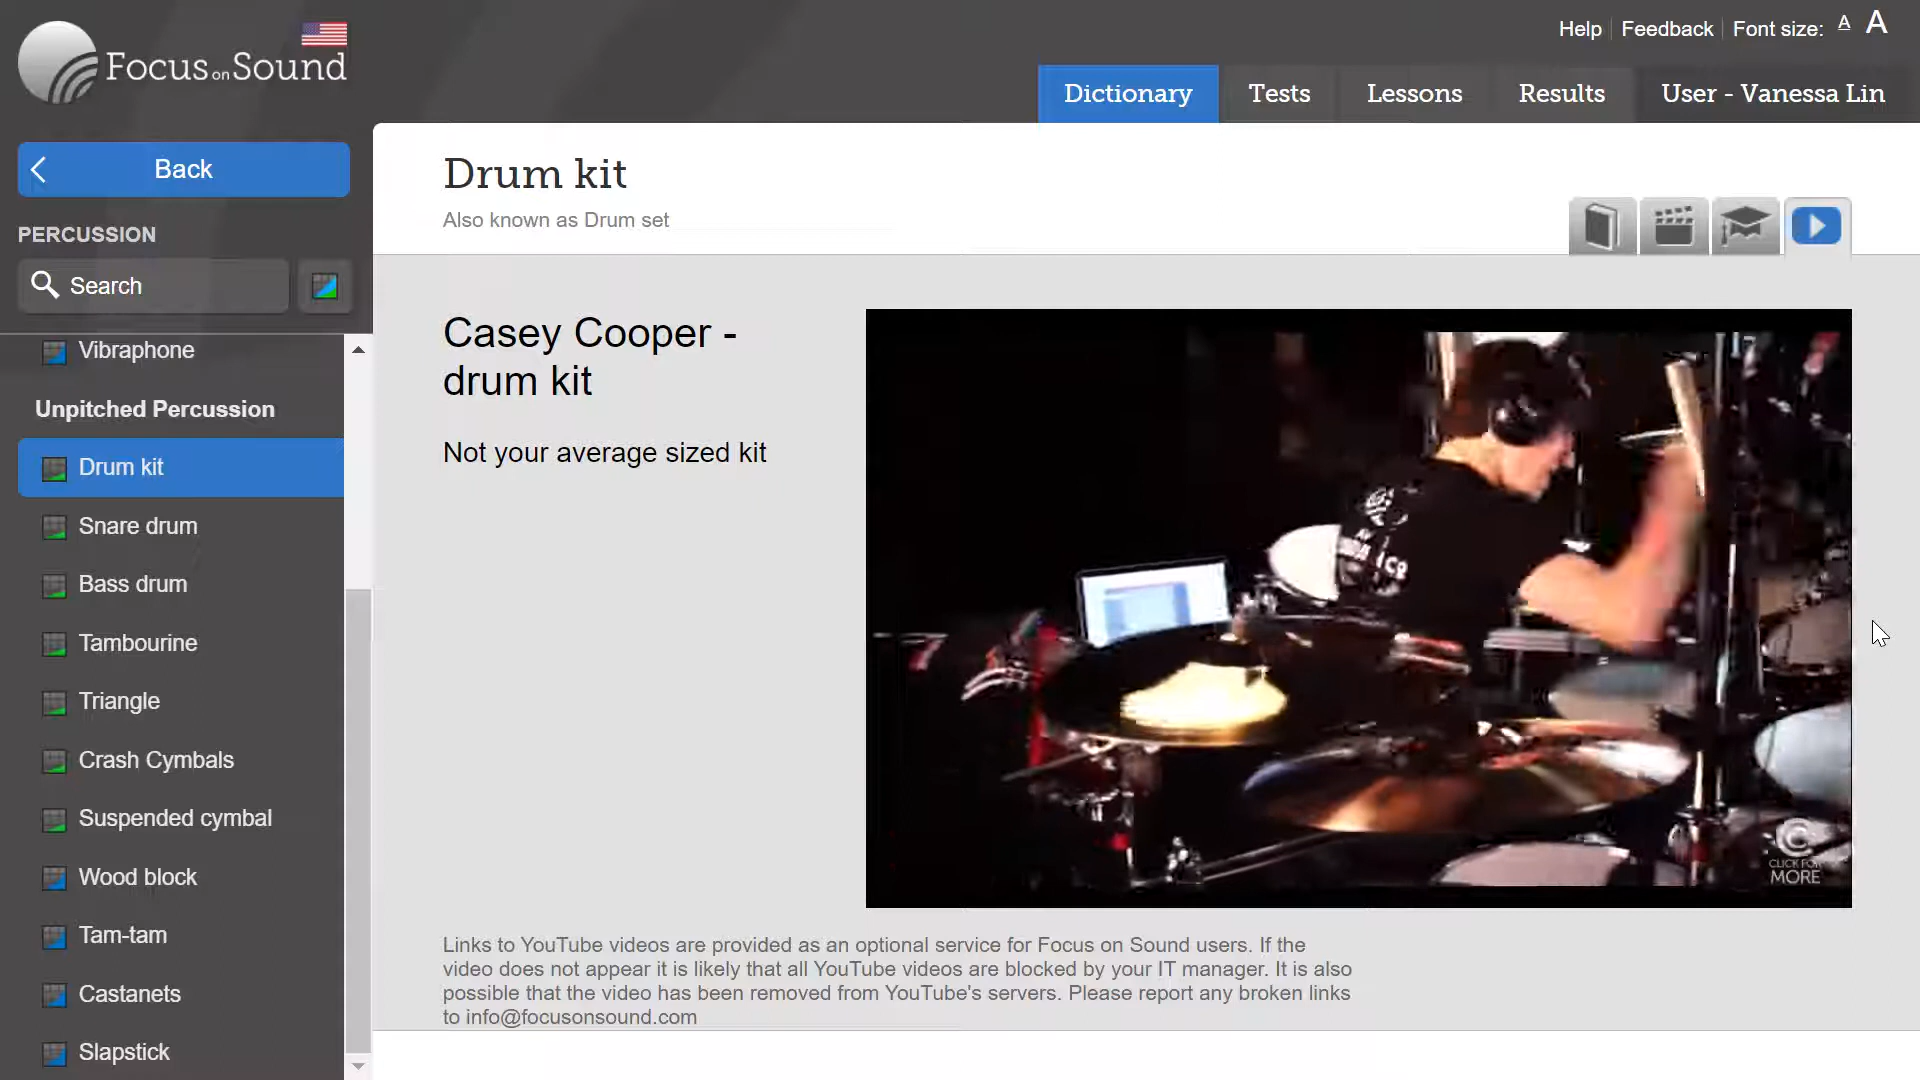 Focus on Sound
Help
Feedback
Font size: A A
Dictionary
Tests
Lessons
Results
User - Vanessa Lin
Back
PERCUSSION
Search
Vibraphone
Unpitched Percussion
Drum kit
Snare drum
Bass drum
Tambourine
Triangle
Crash Cymbals
Suspended cymbal
Wood block
Tam-tam
Castanets
Slapstick
Drum kit
Also known as Drum set
Casey Cooper -
drum kit
Not your average sized kit
CLICK FOR
MORE
Links to YouTube videos are provided as an optional service for Focus on Sound users. If the
video does not appear it is likely that all YouTube videos are blocked by your IT manager. It is also
possible that the video has been removed from YouTube's servers. Please report any broken links
to info@focusonsound.com